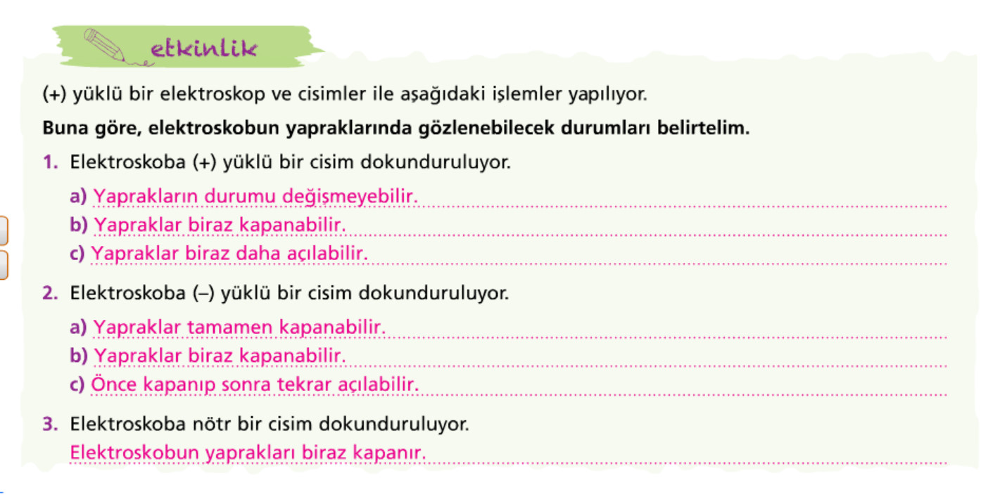 etkinlik
(+) yüklü bir elektroskop ve cisimler ile aşağıdaki işlemler yapılıyor.
Buna göre, elektroskobun yapraklarında gözlenebilecek durumları belirtelim.
1. Elektroskoba (+) yüklü bir cisim dokunduruluyor.
a) Yaprakların durumu değişmeyebilir.
b) Yapraklar biraz kapanabilir.
c) Yapraklar biraz daha açılabilir.
2. Elektroskoba (–) yüklü bir cisim dokunduruluyor.
a) Yapraklar tamamen kapanabilir.
b) Yapraklar biraz kapanabilir.
c) Önce kapanıp sonra tekrar açılabilir.
3. Elektroskoba nötr bir cisim dokunduruluyor.
Elektroskobun yaprakları biraz kapanır.